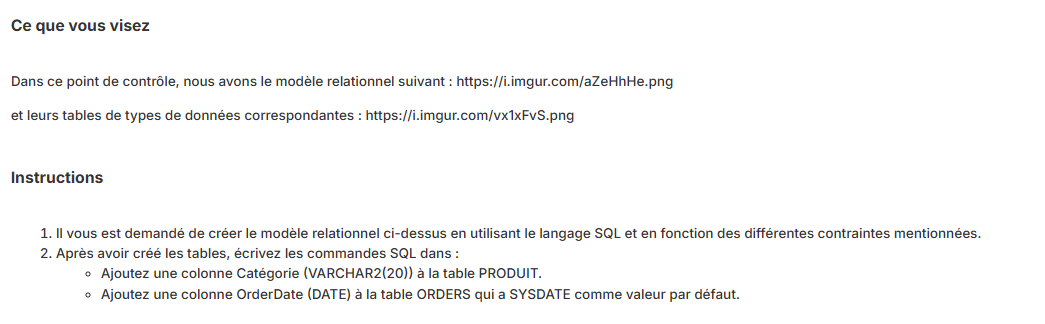 Ce que vous visez
Dans ce point de contrôle, nous avons le modèle relationnel suivant : https://i.imgur.com/aZeHhHe.png
et leurs tables de types de données correspondantes : https://i.imgur.com/vx1xFvS.png
Instructions
1. Il vous est demandé de créer le modèle relationnel ci-dessus en utilisant le langage SQL et en fonction des différentes contraintes mentionnées.
2. Après avoir créé les tables, écrivez les commandes SQL dans :
◦ Ajoutez une colonne Catégorie (VARCHAR2(20)) à la table PRODUIT.
◦ Ajoutez une colonne OrderDate (DATE) à la table ORDERS qui a SYSDATE comme valeur par défaut.